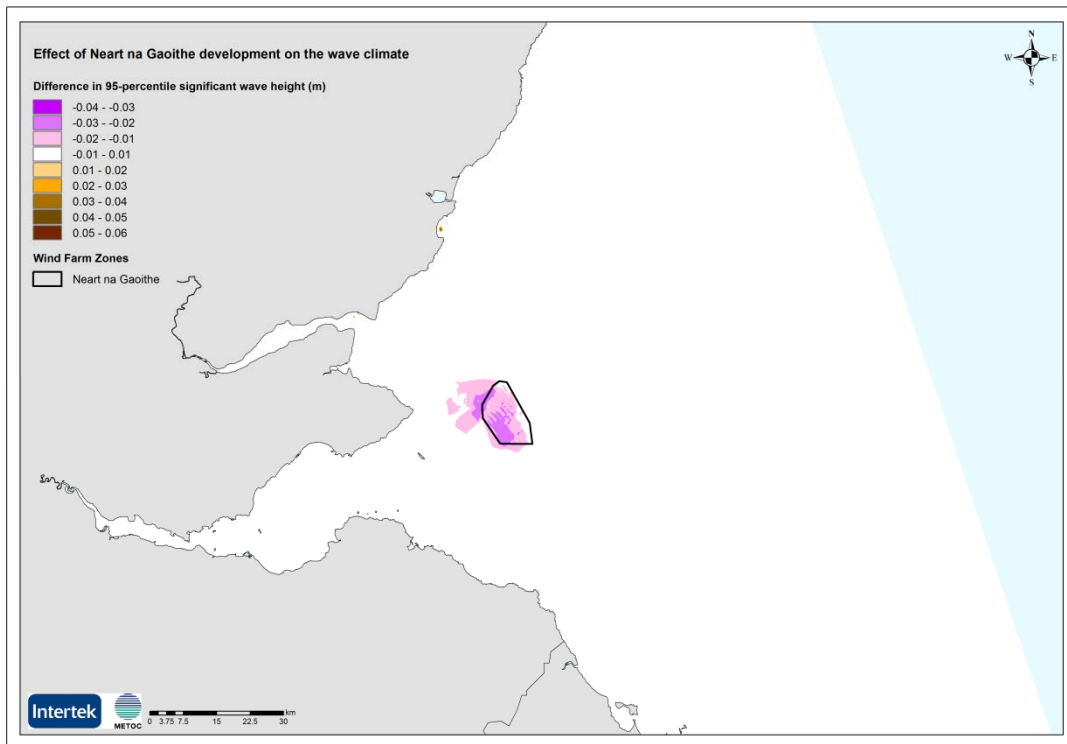 Effect of Neart na Gaoithe development on the wave climate
Difference in 95-percentile significant wave height (m)
-0.04 - -0.03
-0.03 - -0.02
-0.02 - -0.01
-0.01 - 0.01
0.01 - 0.02
0.02 - 0.03
0.03 - 0.04
0.04 - 0.05
0.05 - 0.06
Wind Farm Zones
Neart na Gaoithe
N
W E
S
Intertek
METOC
km
0 3.75 7.5 15 22.5 30